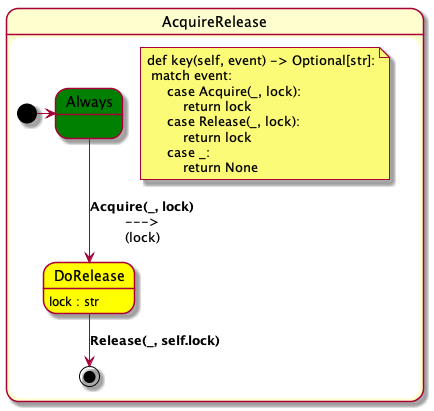 AcquireRelease
def key(self, event) -> Optional[str]:
match event:
case Acquire(_, lock):
return lock
case Release(_, lock):
return lock
case _:
return None
Always
Acquire(_, lock)
--->
(lock)
DoRelease
lock : str
Release(_, self.lock)